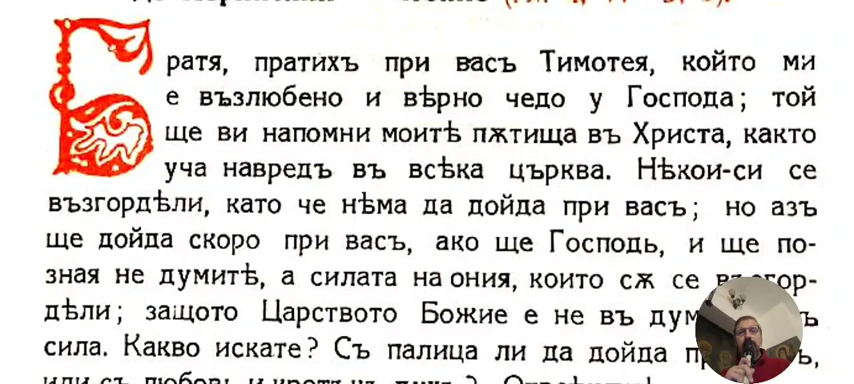 Братя, пратихъ при васъ Тимотея, който ми
е възлюбено и вѣрно чедо у Господа; той
ще ви напомни моитѣ пѫтища въ Христа, както
уча навредъ въ всѣка църква. Нѣкои-си се
възгордѣли, като че нѣма да дойда при васъ; но азъ
ще дойда скоро при васъ, ако ще Господь, и ще по-
зная не думитѣ, а силата на ония, които сѫ се
дѣли; защото Царството Божие е не въ
сила. Какво искате? Съ палица ли да дойда
или съ любовь и